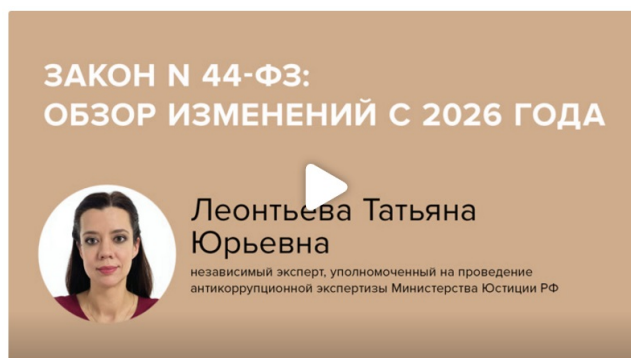 ЗАКОН N 44-ФЗ:
ОБЗОР ИЗМЕНЕНИЙ С 2026 ГОДА
Леонтьева Татьяна
Юрьевна
независимый эксперт, уполномоченный на проведение
антикоррупционной экспертизы Министерства Юстиции РФ